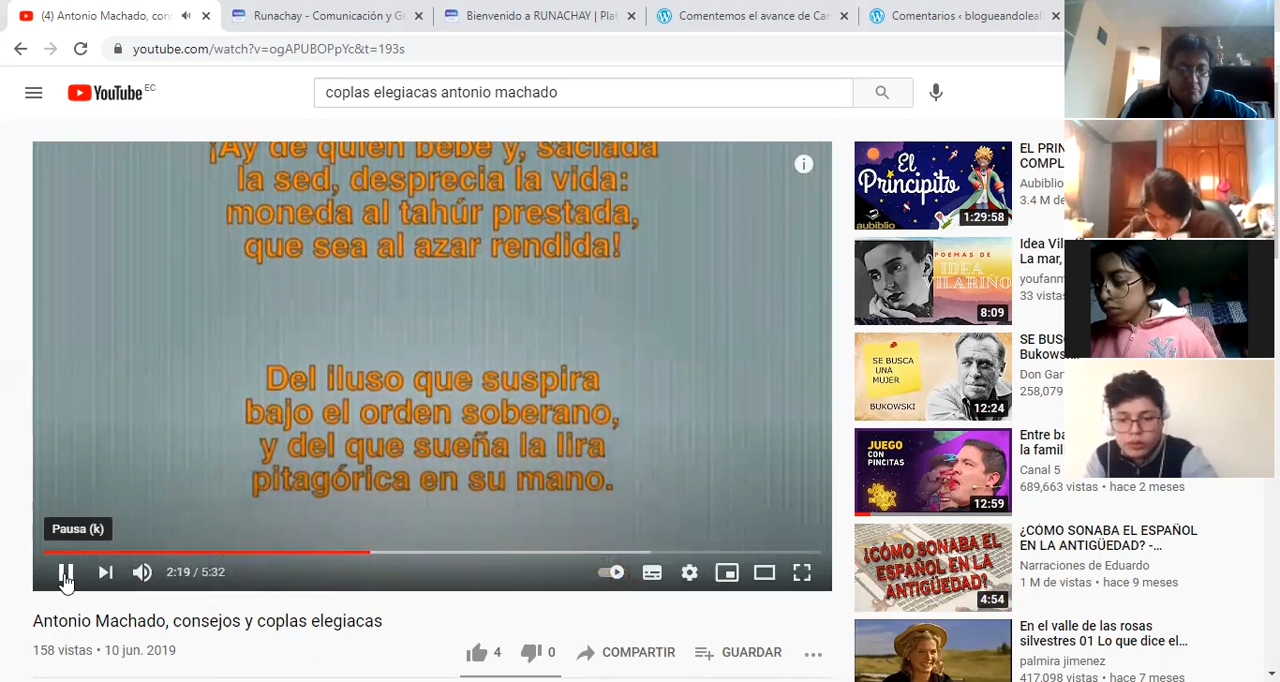 (4) Antonio Machado, con
Runachay - Comunicación y G
Bienvenido a RUNACHAY | Pla
Comentemos el avance de Ca
Comentarios ‹ blogueandoleal
youtube.com/watch?v=ogAPUBOPpYc&t=193s
YouTube EC
coplas elegiacas antonio machado
¡Ay de quien bebe y, saciada
la sed, desprecia la vida:
moneda al tahúr prestada,
que sea al azar rendida!
Del iluso que suspira
bajo el orden soberano,
y del que sueña la lira
pitagórica en su mano.
Pausa (k)
2:19 / 5:32
Antonio Machado, consejos y coplas elegiacas
158 vistas • 10 jun. 2019
4
0
COMPARTIR
GUARDAR
El
Principito
aubiblio
1:29:58
EL PRIN
COMPL
Aubiblio
3.4 M de
POEMAS DE
IDEA
VILARIÑO
8:09
Idea Vil
La mar,
youfanm
33 vistas
SE BUSCA
UNA
MUJER
BUKOWSKI
12:24
SE BUS
Bukows
Don Gar
258,079
JUEGO
CON
PINCITAS
12:59
Entre ba
la famil
Canal 5
689,663 vistas • hace 2 meses
¿CÓMO SONABA EL
ESPAÑOL
EN LA ANTIGÜEDAD?
4:54
¿CÓMO SONABA EL ESPAÑOL
EN LA ANTIGÜEDAD? -...
Narraciones de Eduardo
1 M de vistas • hace 9 meses
En el valle de las rosas
silvestres 01 Lo que dice el...
palmira jimenez
417,098 vistas • hace 7 meses